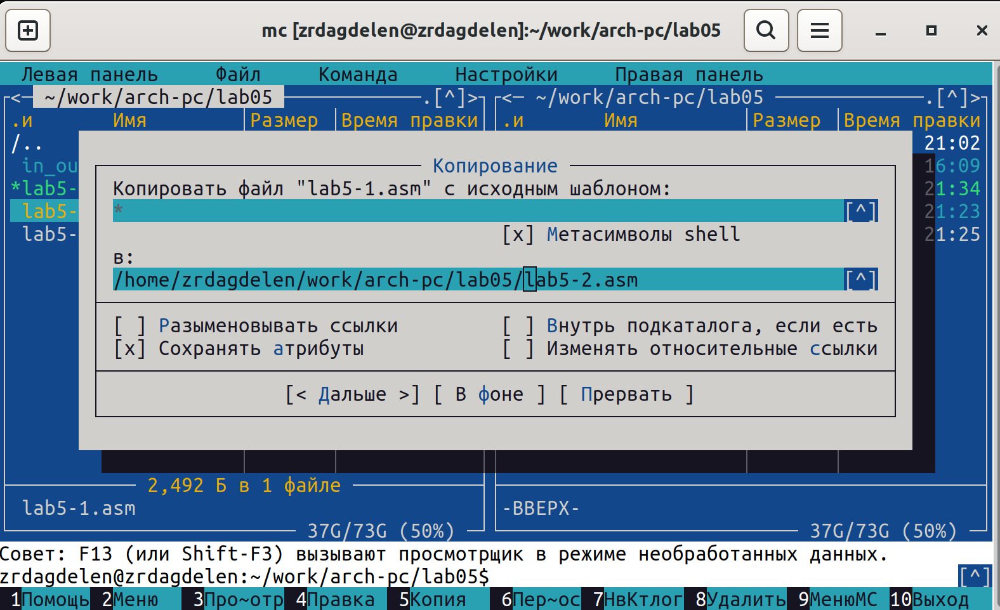 mc [zrdagdelen@zrdagdelen]:~/work/arch-pc/lab05
Левая панель Файл Команда Настройки Правая панель
<─ ~/work/arch-pc/lab05 ─.[^]> <─ ~/work/arch-pc/lab05 ─.[^]>
.и Имя Размер Время правки .и Имя Размер Время правки
/.. 21:02
in_ou 16:09
*lab5- 21:34
lab5- 21:23
lab5- 21:25
Копирование
Копировать файл "lab5-1.asm" с исходным шаблоном:
* [^]
[x] Метасимволы shell
в:
/home/zrdagdelen/work/arch-pc/lab05/lab5-2.asm [^]
[ ] Разыменовывать ссылки [ ] Внутрь подкаталога, если есть
[x] Сохранять атрибуты [ ] Изменять относительные ссылки
[< Дальше >] [ В фоне ] [ Прервать ]
2,492 Б в 1 файле
lab5-1.asm -ВВЕРХ-
37G/73G (50%) 37G/73G (50%)
Совет: F13 (или Shift-F3) вызывают просмотрщик в режиме необработанных данных.
zrdagdelen@zrdagdelen:~/work/arch-pc/lab05$ [^]
1Помощь 2Меню 3Про~отр 4Правка 5Копия 6Пер~ос 7НвКтлог 8Удалить 9МенюМС 10Выход